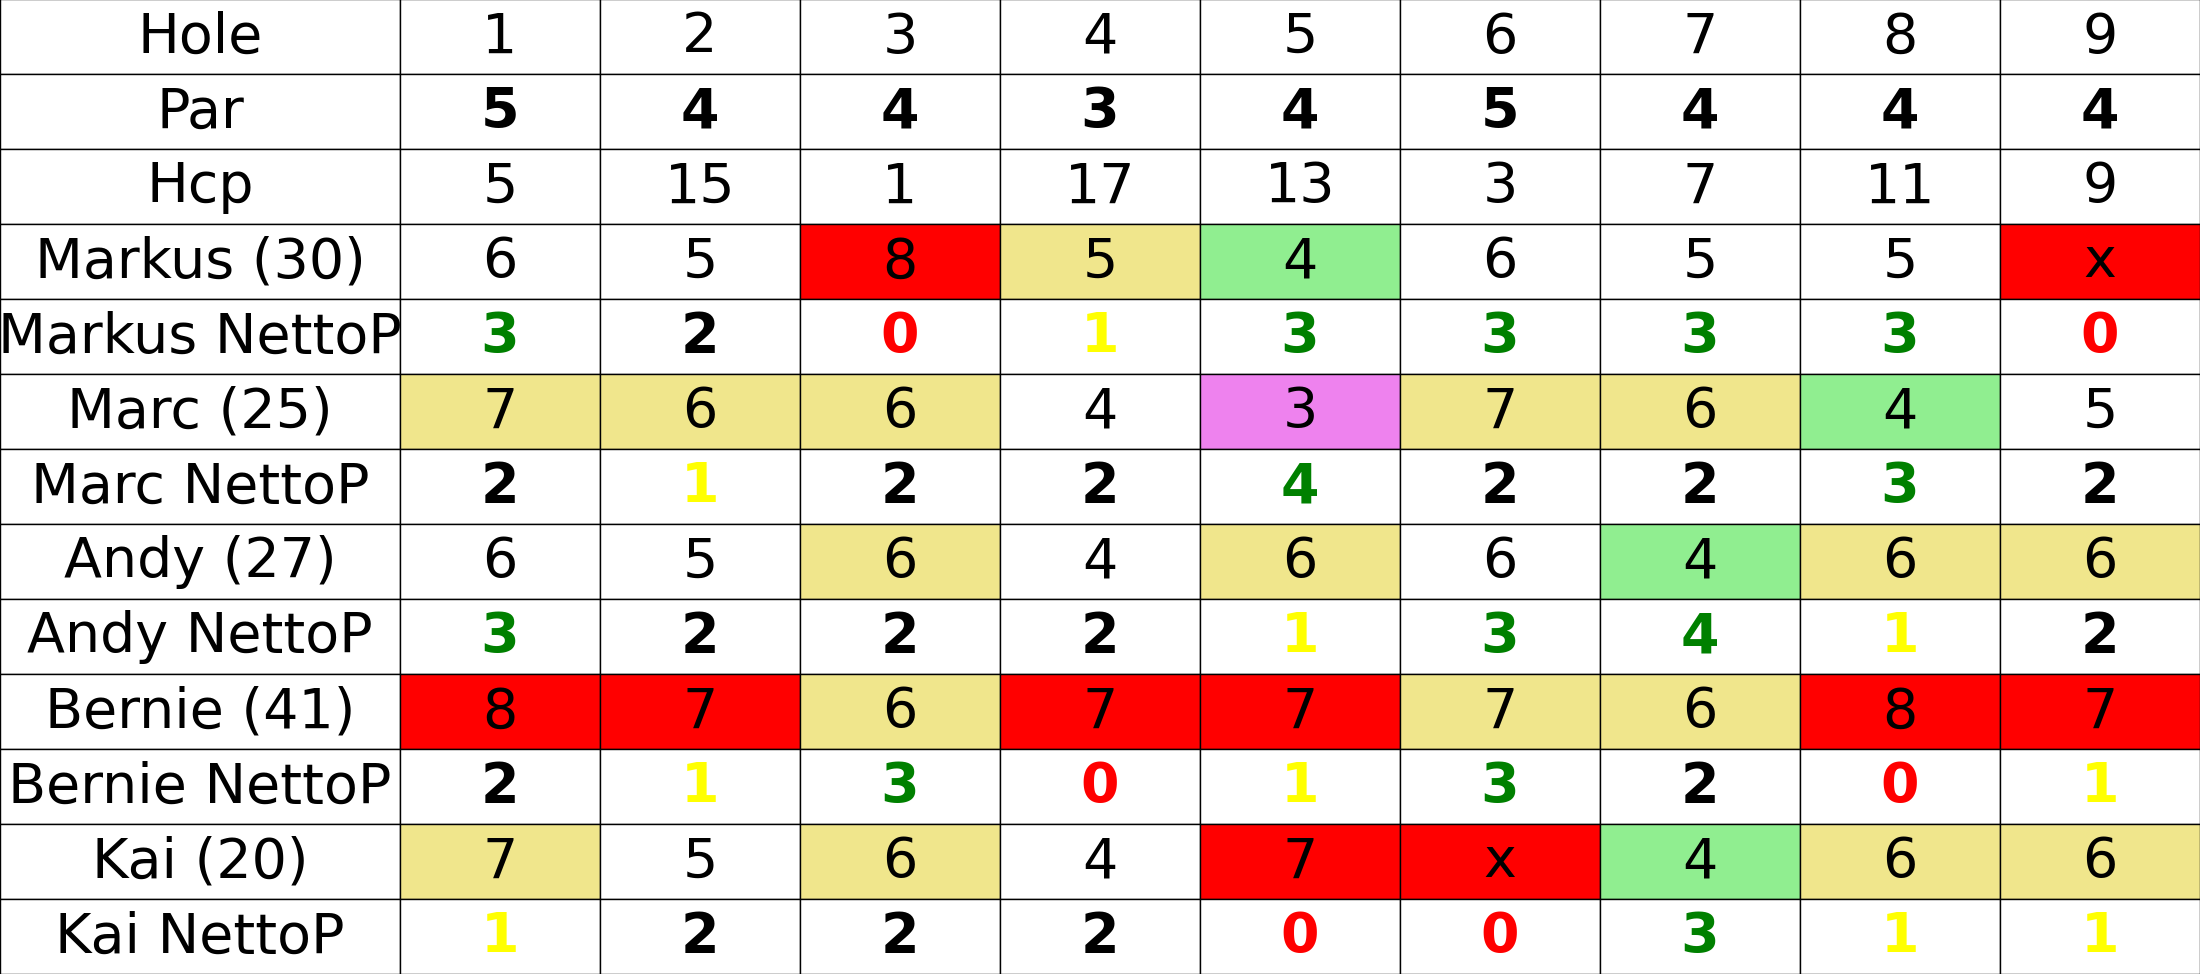 Hole 1 2 3 4 5 6 7 8 9
Par 5 4 4 3 4 5 4 4 4
Hcp 5 15 1 17 13 3 7 11 9
Markus (30) 6 5 8 5 4 6 5 5 x
Markus NettoP 3 2 0 1 3 3 3 3 0
Marc (25) 7 6 6 4 3 7 6 4 5
Marc NettoP 2 1 2 2 4 2 2 3 2
Andy (27) 6 5 6 4 6 6 4 6 6
Andy NettoP 3 2 2 2 1 3 4 1 2
Bernie (41) 8 7 6 7 7 7 6 8 7
Bernie NettoP 2 1 3 0 1 3 2 0 1
Kai (20) 7 5 6 4 7 x 4 6 6
Kai NettoP 1 2 2 2 0 0 3 1 1